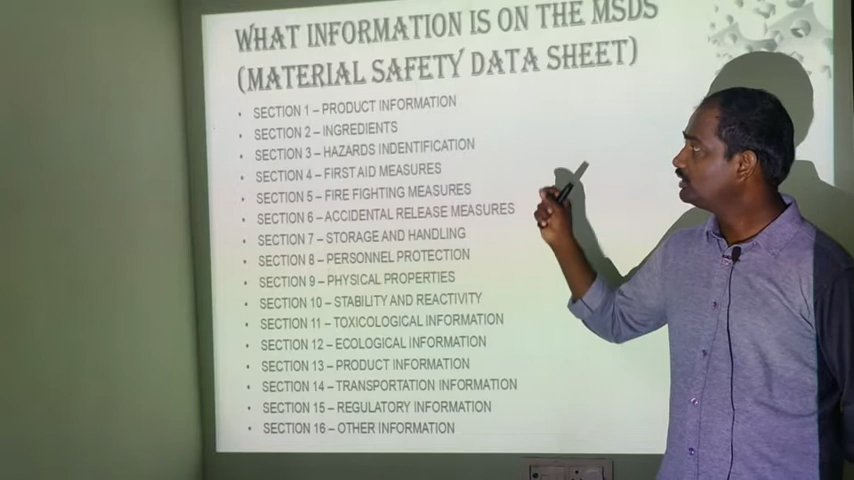 WHAT INFORMATION IS ON THE MSDS
(MATERIAL SAFETY DATA SHEET)
• SECTION 1 – PRODUCT INFORMATION
• SECTION 2 – INGREDIENTS
• SECTION 3 – HAZARDS INDENTIFICATION
• SECTION 4 – FIRST AID MEASURES
• SECTION 5 – FIRE FIGHTING MEASURES
• SECTION 6 – ACCIDENTAL RELEASE MEASURES
• SECTION 7 – STORAGE AND HANDLING
• SECTION 8 – PERSONNEL PROTECTION
• SECTION 9 – PHYSICAL PROPERTIES
• SECTION 10 – STABILITY AND REACTIVITY
• SECTION 11 – TOXICOLOGICAL INFORMATION
• SECTION 12 – ECOLOGICAL INFORMATION
• SECTION 13 – PRODUCT INFORMATION
• SECTION 14 – TRANSPORTATION INFORMATION
• SECTION 15 – REGULATORY INFORMATION
• SECTION 16 – OTHER INFORMATION